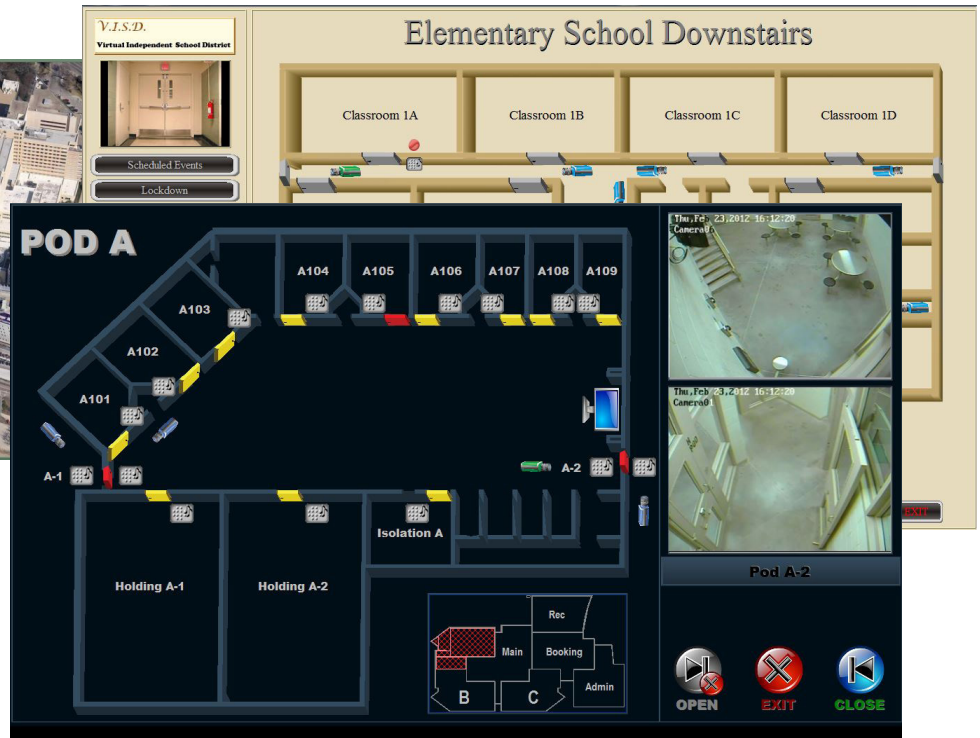 V.I.S.D.
Virtual Independent School District
Elementary School Downstairs
Classroom 1A
Classroom 1B
Classroom 1C
Classroom 1D
Scheduled Events
Lockdown
EXIT
POD A
A104
A105
A106
A107
A108
A109
A103
A102
A101
A-1
A-2
Isolation A
Holding A-1
Holding A-2
Rec
Main
Booking
Admin
B
C
Thu,Feb 23,2012 16:12:20
Camera01
Thu,Feb 23,2012 16:12:20
Camera01
Pod A-2
OPEN
EXIT
CLOSE